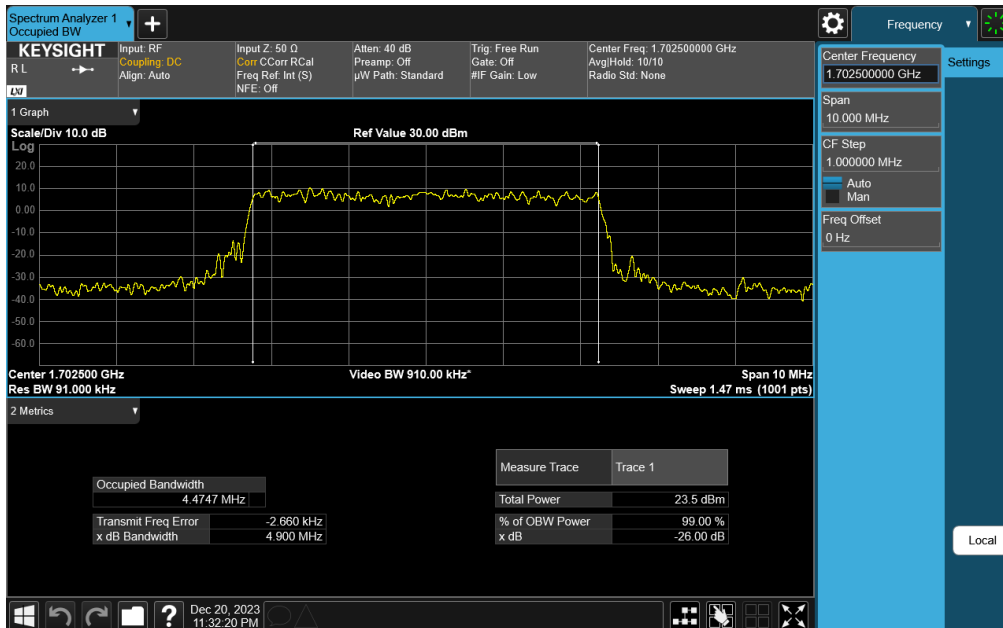 Spectrum Analyzer 1
Occupied BW
+
Frequency
KEYSIGHT
R L
LXI
Input: RF
Coupling: DC
Align: Auto
Input Z: 50 Ω
Corr CCorr RCal
Freq Ref: Int (S)
NFE: Off
Atten: 40 dB
Preamp: Off
µW Path: Standard
Trig: Free Run
Gate: Off
#IF Gain: Low
Center Freq: 1.702500000 GHz
Avg|Hold: 10/10
Radio Std: None
Center Frequency
1.702500000 GHz
Settings
Span
10.000 MHz
CF Step
1.000000 MHz
Auto
Man
Freq Offset
0 Hz
Local
1 Graph
Scale/Div 10.0 dB
Ref Value 30.00 dBm
Log
20.0
10.0
0.00
-10.0
-20.0
-30.0
-40.0
-50.0
-60.0
Center 1.702500 GHz
Video BW 910.00 kHz*
Span 10 MHz
Res BW 91.000 kHz
Sweep 1.47 ms (1001 pts)
2 Metrics
Occupied Bandwidth
4.4747 MHz
Transmit Freq Error -2.660 kHz
x dB Bandwidth 4.900 MHz
Measure Trace Trace 1
Total Power 23.5 dBm
% of OBW Power 99.00 %
x dB -26.00 dB
?
Dec 20, 2023
11:32:20 PM